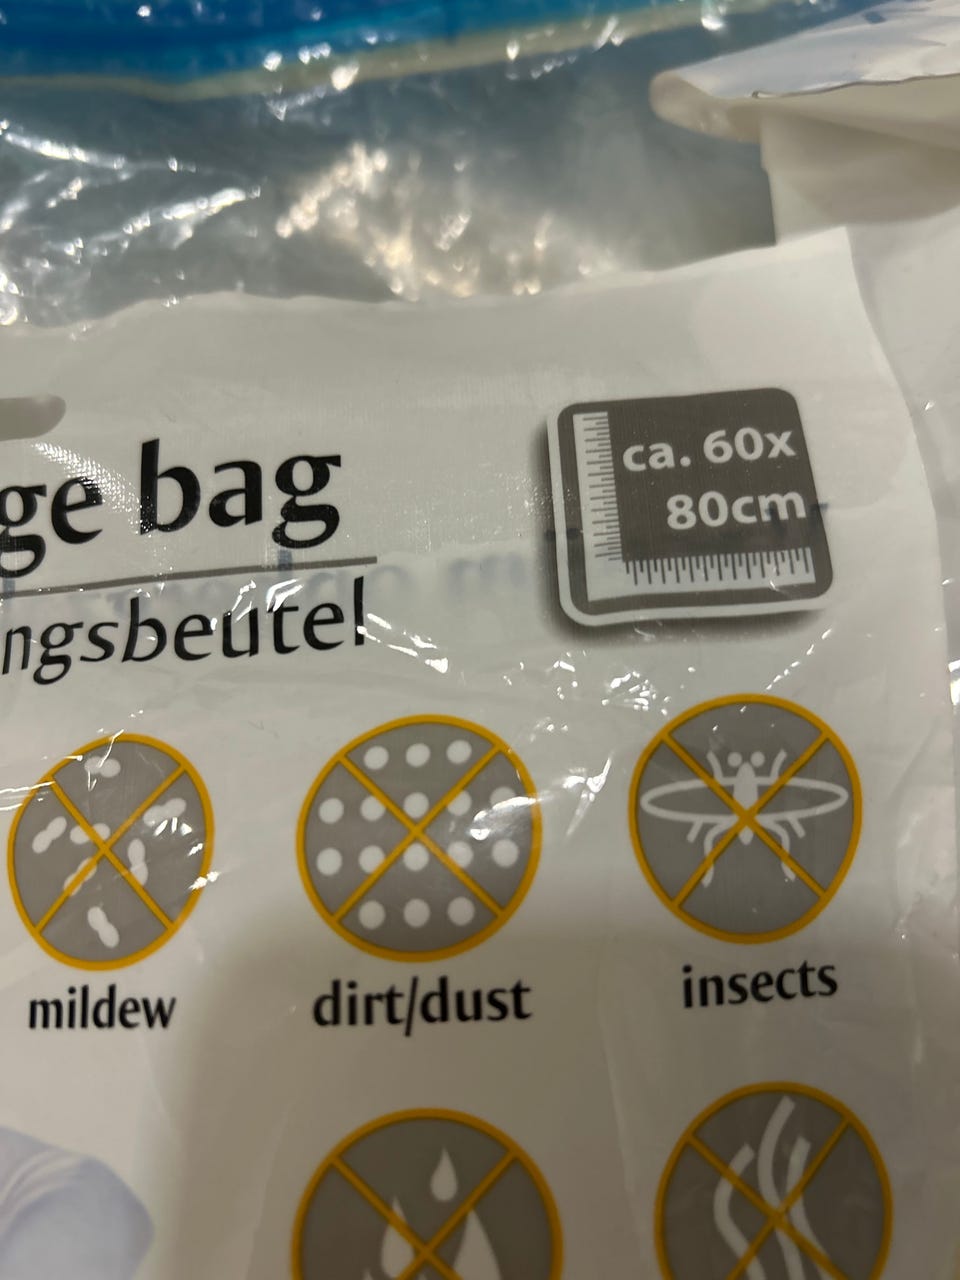 ge bag
ngsbeutel
ca. 60x
80cm
mildew
dirt/dust
insects